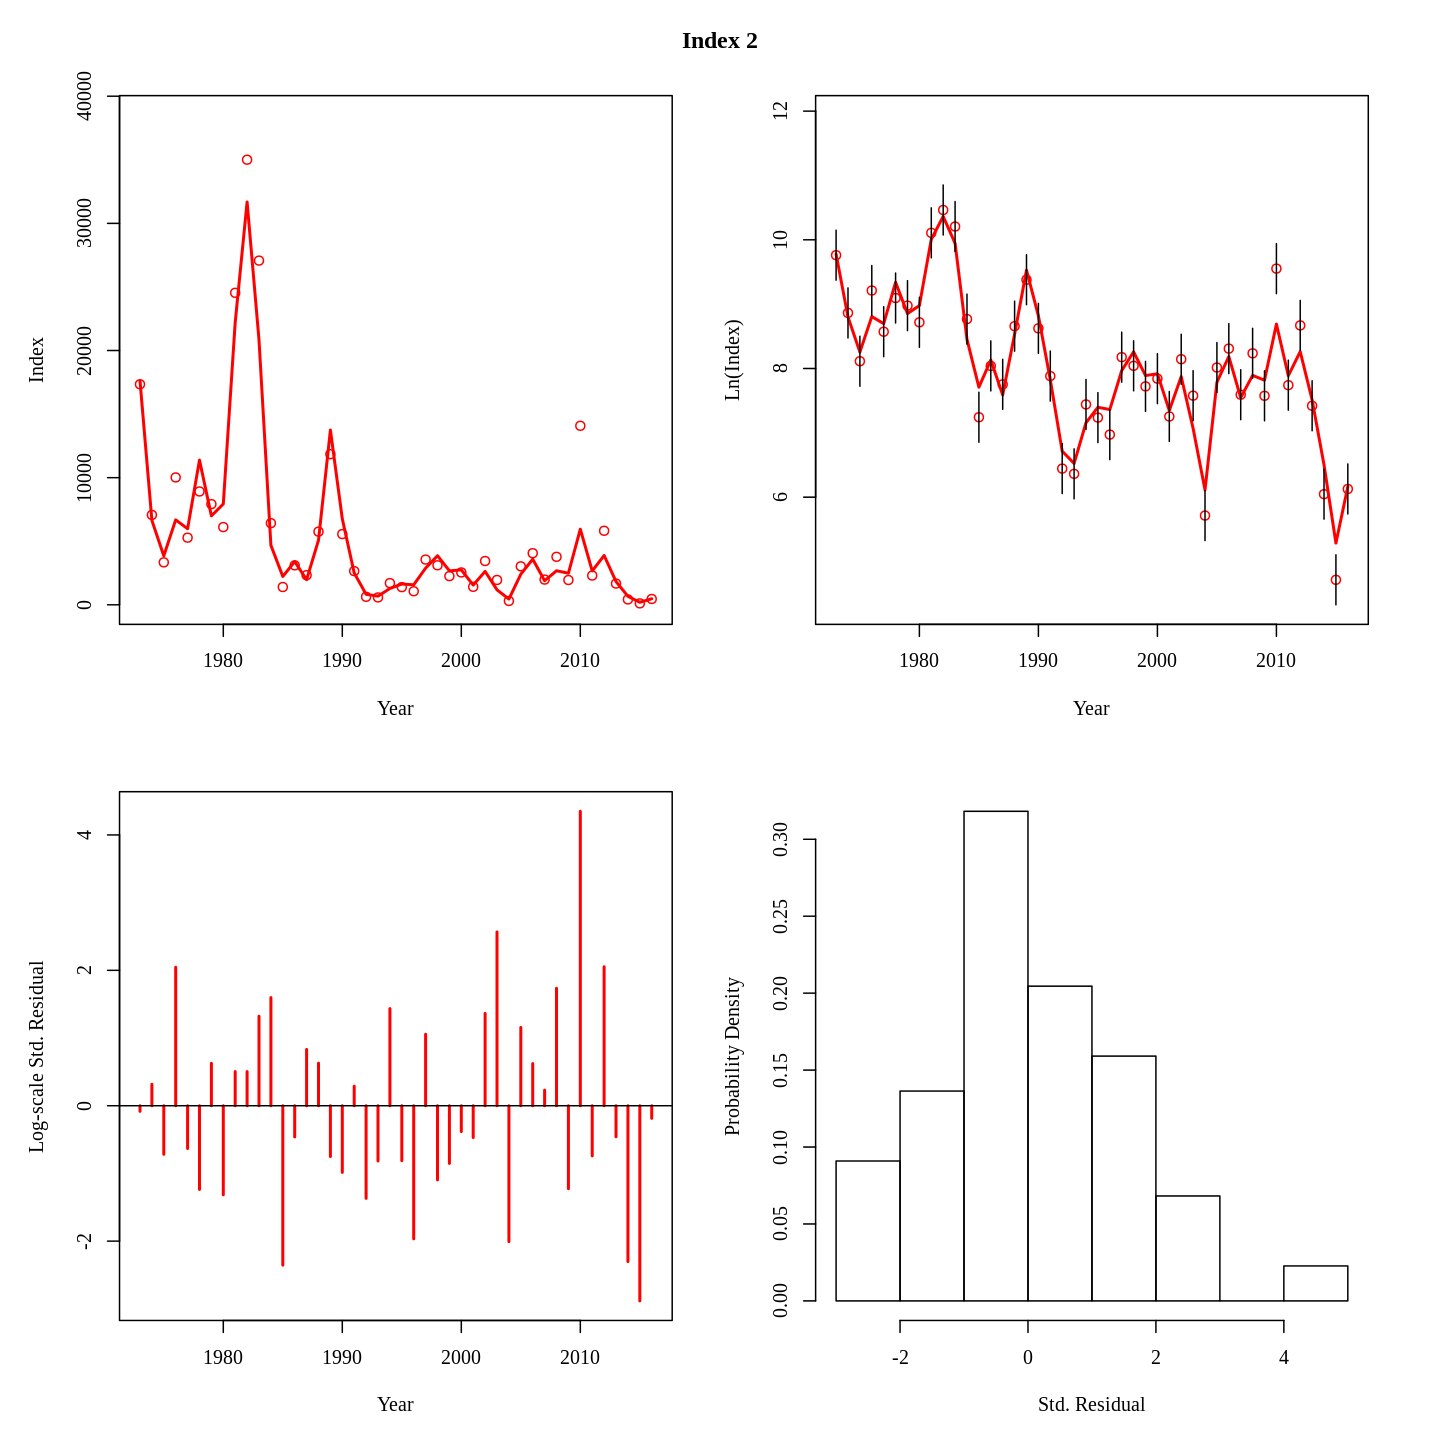 Index 2
40000
30000
20000
10000
0
Index
1980 1990 2000 2010
Year
12
10
8
6
Ln(Index)
1980 1990 2000 2010
Year
4
2
0
-2
Log-scale Std. Residual
1980 1990 2000 2010
Year
0.30
0.25
0.20
0.15
0.10
0.05
0.00
Probability Density
-2 0 2 4
Std. Residual